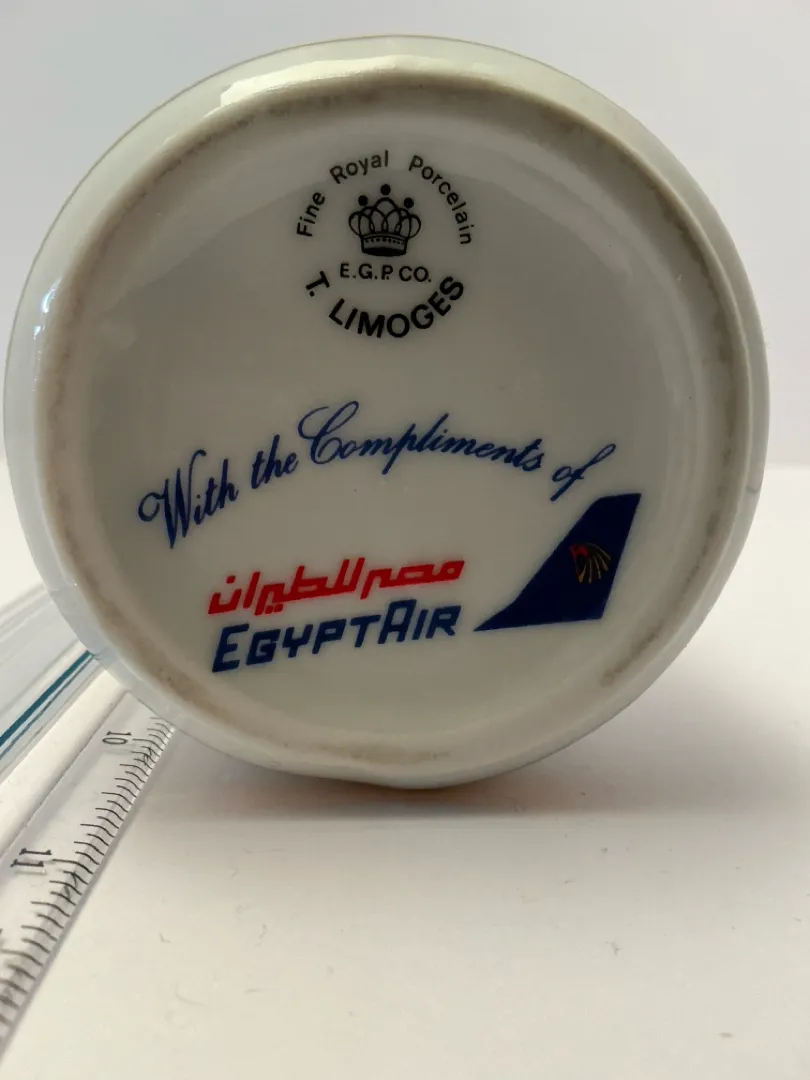 Fine Royal Porcelain
E.G.P. CO.
T. LIMOGES
With the Compliments of
مصر للطيران
EGYPTAIR
10
11